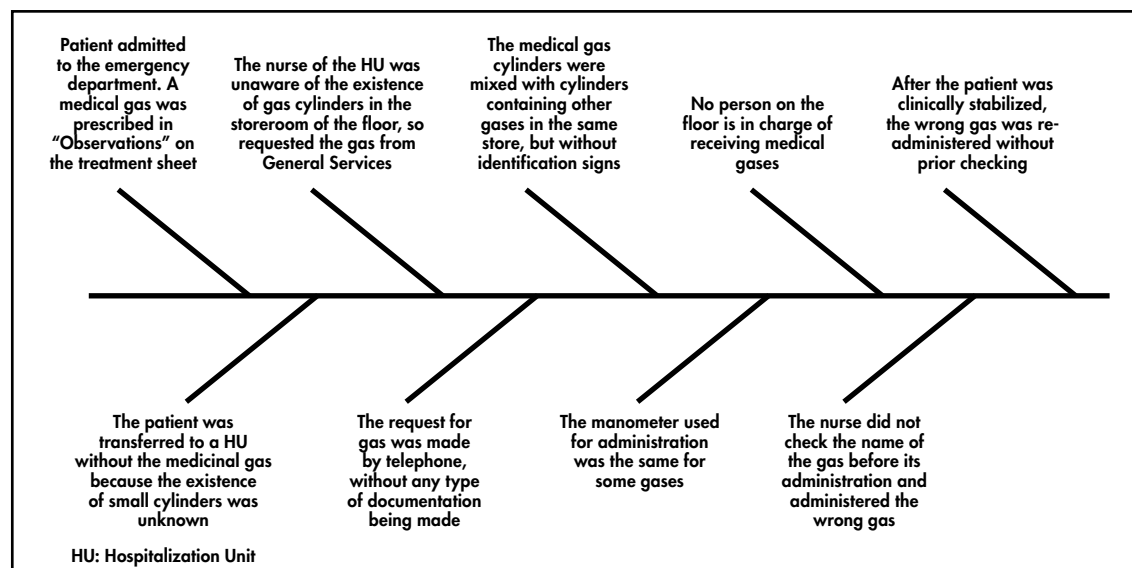 Patient admitted
to the emergency
department. A
medical gas was
prescribed in
“Observations” on
the treatment sheet
The nurse of the HU was
unaware of the existence
of gas cylinders in the
storeroom of the floor, so
requested the gas from
General Services
The medical gas
cylinders were
mixed with cylinders
containing other
gases in the same
store, but without
identification signs
No person on the
floor is in charge of
receiving medical
gases
After the patient was
clinically stabilized,
the wrong gas was re-
administered without
prior checking
The patient was
transferred to a HU
without the medicinal gas
because the existence
of small cylinders was
unknown
The request for
gas was made
by telephone,
without any type
of documentation
being made
The manometer used
for administration
was the same for
some gases
The nurse did not
check the name of
the gas before its
administration and
administered the
wrong gas
HU: Hospitalization Unit